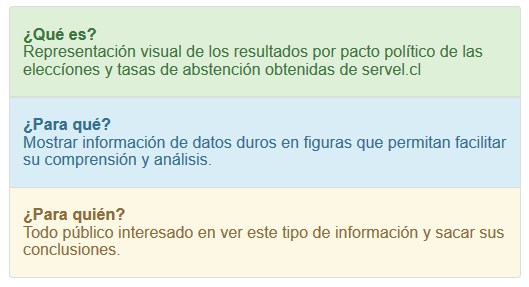 ¿Qué es?
Representación visual de los resultados por pacto político de las
elecciones y tasas de abstención obtenidas de servel.cl
¿Para qué?
Mostrar información de datos duros en figuras que permitan facilitar
su comprensión y análisis.
¿Para quién?
Todo público interesado en ver este tipo de información y sacar sus
conclusiones.